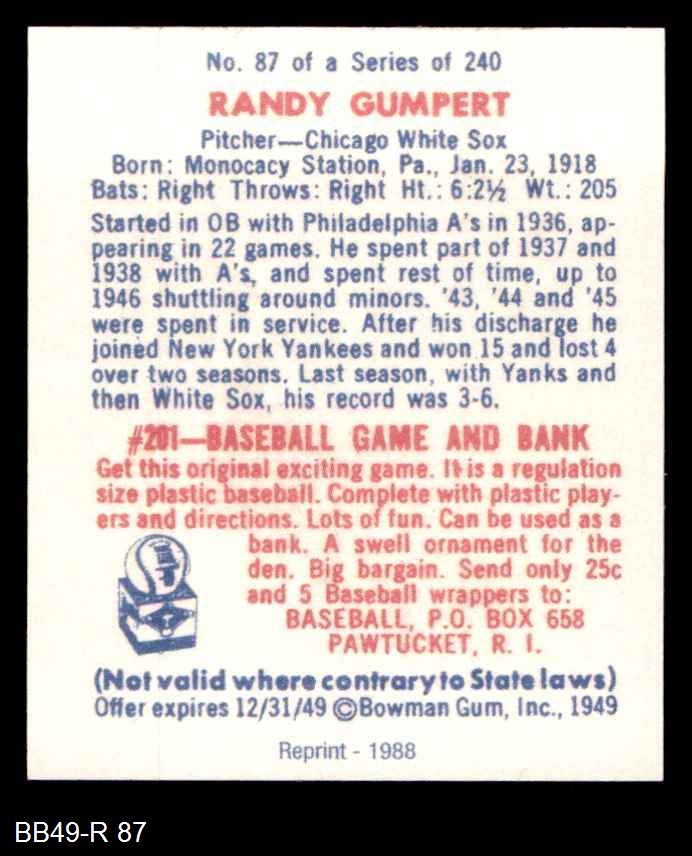 No. 87 of a Series of 240
RANDY GUMPERT
Pitcher—Chicago White Sox
Born: Monocacy Station, Pa., Jan. 23, 1918
Bats: Right Throws: Right Ht.: 6:2½ Wt.: 205
Started in OB with Philadelphia A's in 1936, ap-
pearing in 22 games. He spent part of 1937 and
1938 with A's, and spent rest of time, up to
1946 shuttling around minors. '43, '44 and '45
were spent in service. After his discharge he
joined New York Yankees and won 15 and lost 4
over two seasons. Last season, with Yanks and
then White Sox, his record was 3-6.
#201—BASEBALL GAME AND BANK
Get this original exciting game. It is a regulation
size plastic baseball. Complete with plastic play-
ers and directions. Lots of fun. Can be used as a
bank. A swell ornament for the
den. Big bargain. Send only 25c
and 5 Baseball wrappers to:
BASEBALL, P.O. BOX 658
PAWTUCKET, R. I.
(Not valid where contrary to State laws)
Offer expires 12/31/49 ©Bowman Gum, Inc., 1949
Reprint - 1988
BB49-R 87